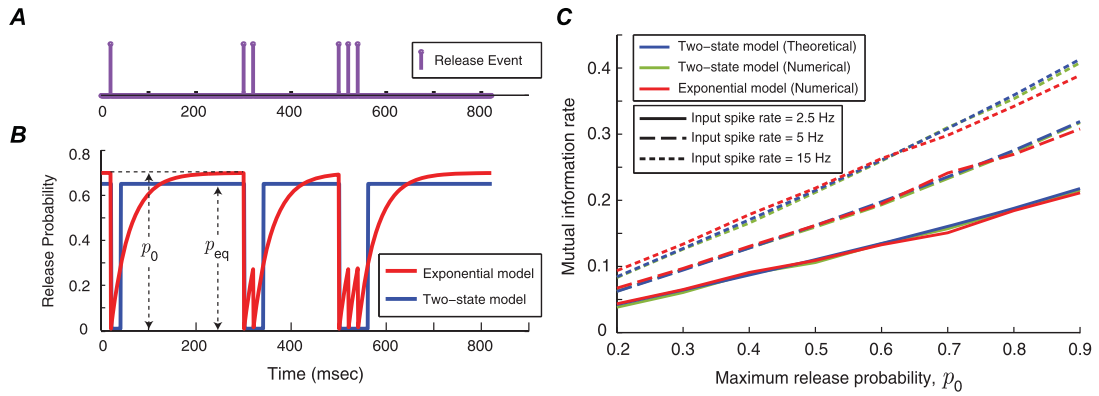 A
Release Event
0
200
400
600
800
B
Release Probability
0.8
0.6
0.4
0.2
0
p0
peq
Exponential model
Two-state model
0
200
400
600
800
Time (msec)
C
Mutual information rate
0.4
0.3
0.2
0.1
0
Two-state model (Theoretical)
Two-state model (Numerical)
Exponential model (Numerical)
Input spike rate = 2.5 Hz
Input spike rate = 5 Hz
Input spike rate = 15 Hz
0.2
0.3
0.4
0.5
0.6
0.7
0.8
0.9
Maximum release probability, p0